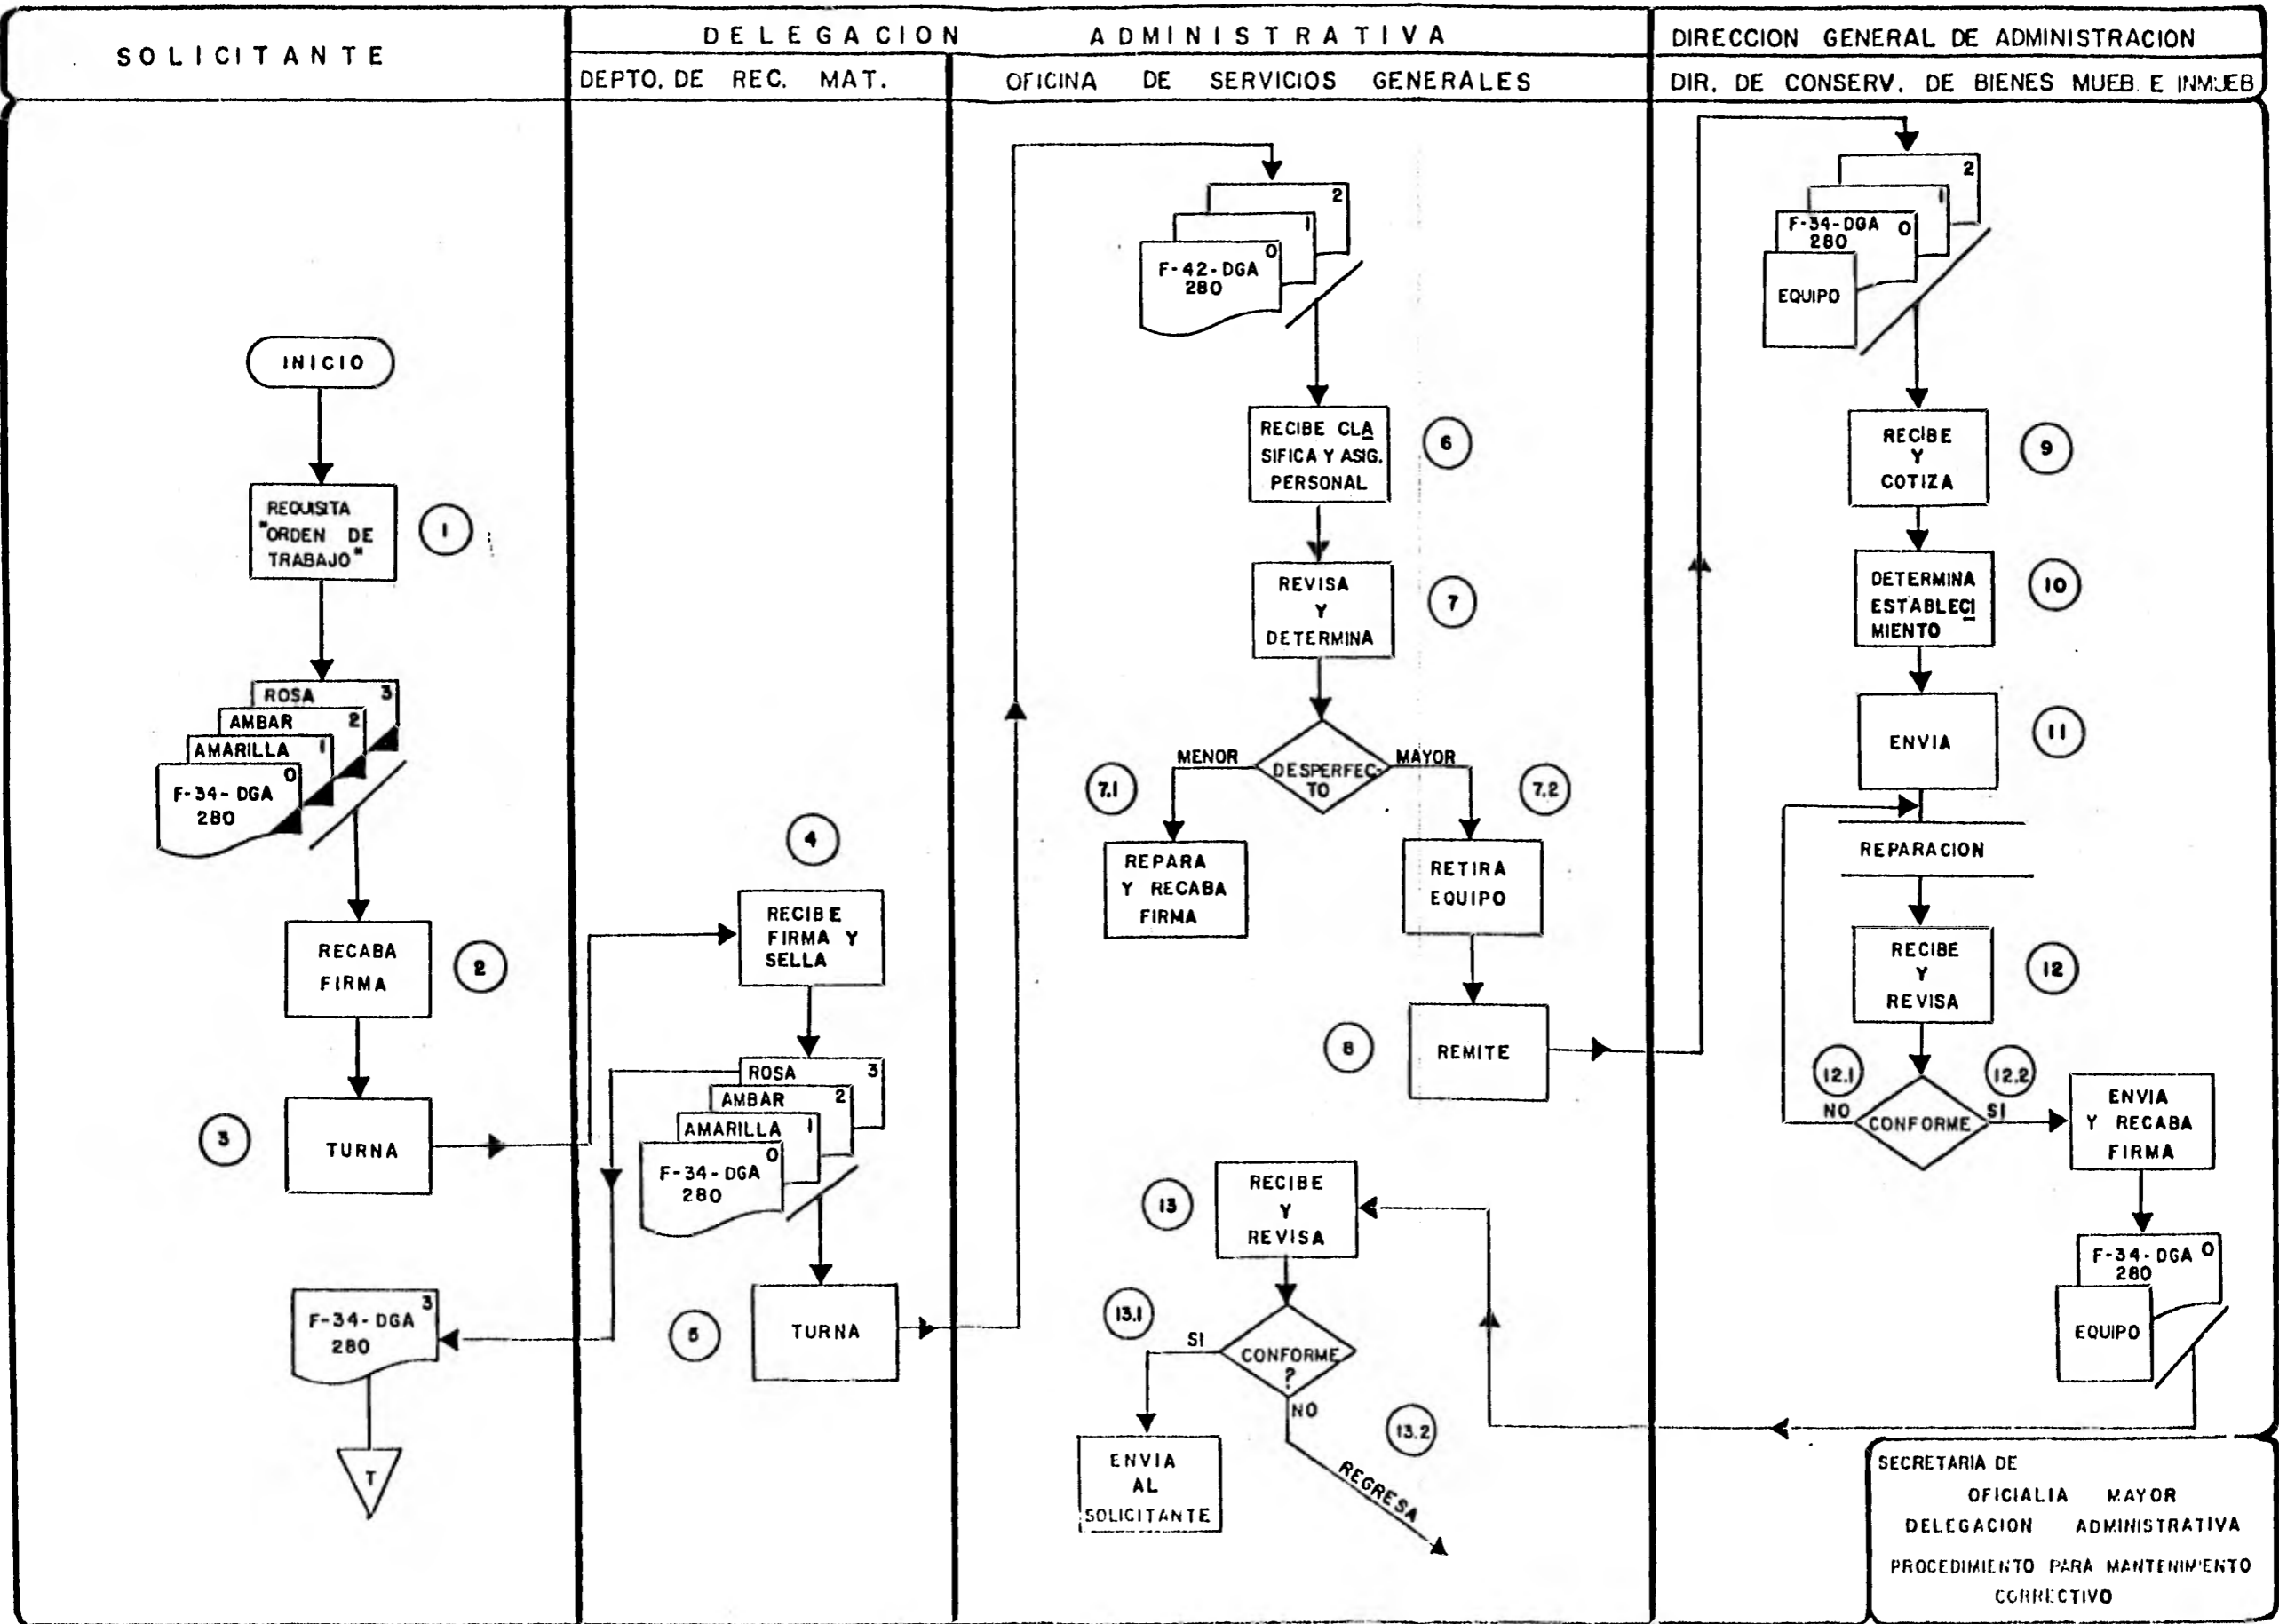 SOLICITANTE
DELEGACION ADMINISTRATIVA
DIRECCION GENERAL DE ADMINISTRACION
DEPTO. DE REC. MAT.
OFICINA DE SERVICIOS GENERALES
DIR. DE CONSERV. DE BIENES MUEB. E INMUEB
INICIO
REQUISITA
"ORDEN DE
TRABAJO"
1
ROSA 3
AMBAR 2
AMARILLA 1
F-34-DGA 0
280
RECABA
FIRMA
2
TURNA
3
F-34-DGA 3
280
T
4
RECIBE
FIRMA Y
SELLA
ROSA 3
AMBAR 2
AMARILLA 1
F-34-DGA 0
280
TURNA
5
2
1
F-42-DGA 0
280
RECIBE CLA
SIFICA Y ASIG.
PERSONAL
6
REVISA
Y
DETERMINA
7
DESPERFEC-
TO
MENOR
MAYOR
7.1
7.2
REPARA
Y RECABA
FIRMA
RETIRA
EQUIPO
REMITE
8
RECIBE
Y
REVISA
13
CONFORME
?
SI
13.1
NO
13.2
ENVIA
AL
SOLICITANTE
REGRESA
2
1
F-34-DGA 0
280
EQUIPO
RECIBE
Y
COTIZA
9
DETERMINA
ESTABLECI
MIENTO
10
ENVIA
11
REPARACION
RECIBE
Y
REVISA
12
12.1
12.2
NO
CONFORME
SI
ENVIA
Y RECABA
FIRMA
F-34-DGA 0
280
EQUIPO
SECRETARIA DE
OFICIALIA MAYOR
DELEGACION ADMINISTRATIVA
PROCEDIMIENTO PARA MANTENIMIENTO
CORRECTIVO